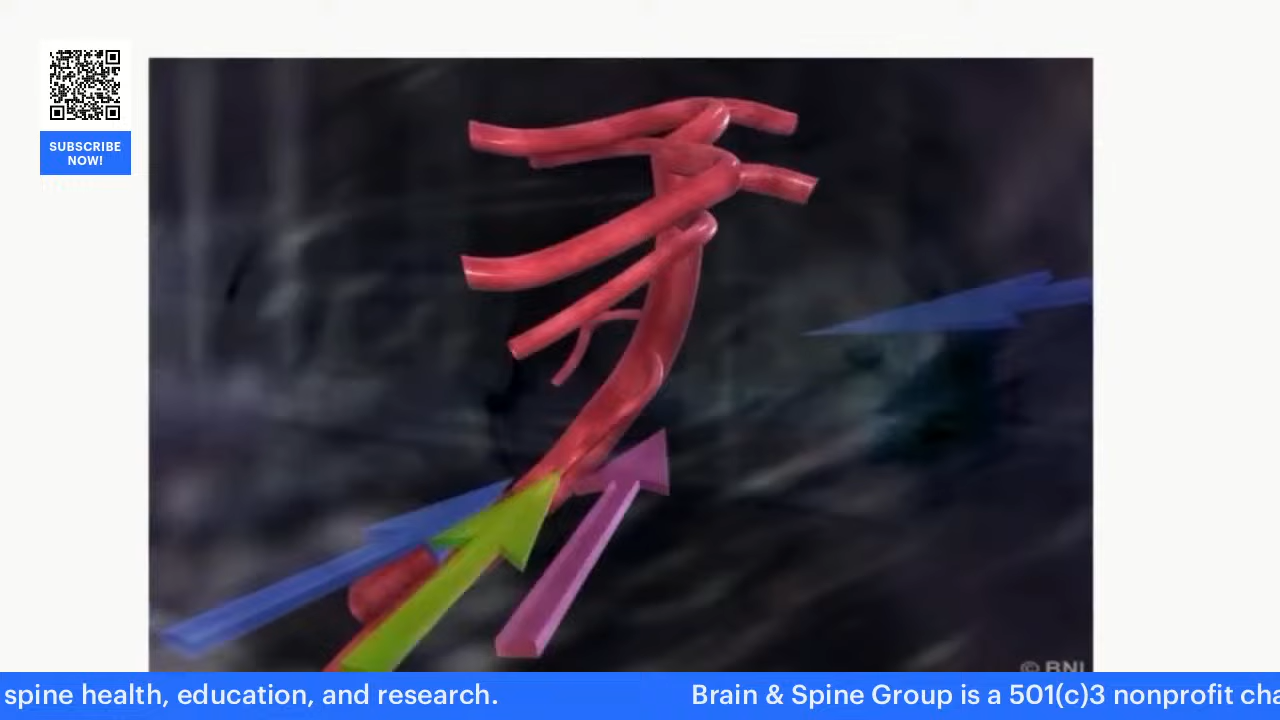 SUBSCRIBE
NOW!
© BNI
spine health, education, and research. Brain & Spine Group is a 501(c)3 nonprofit cha